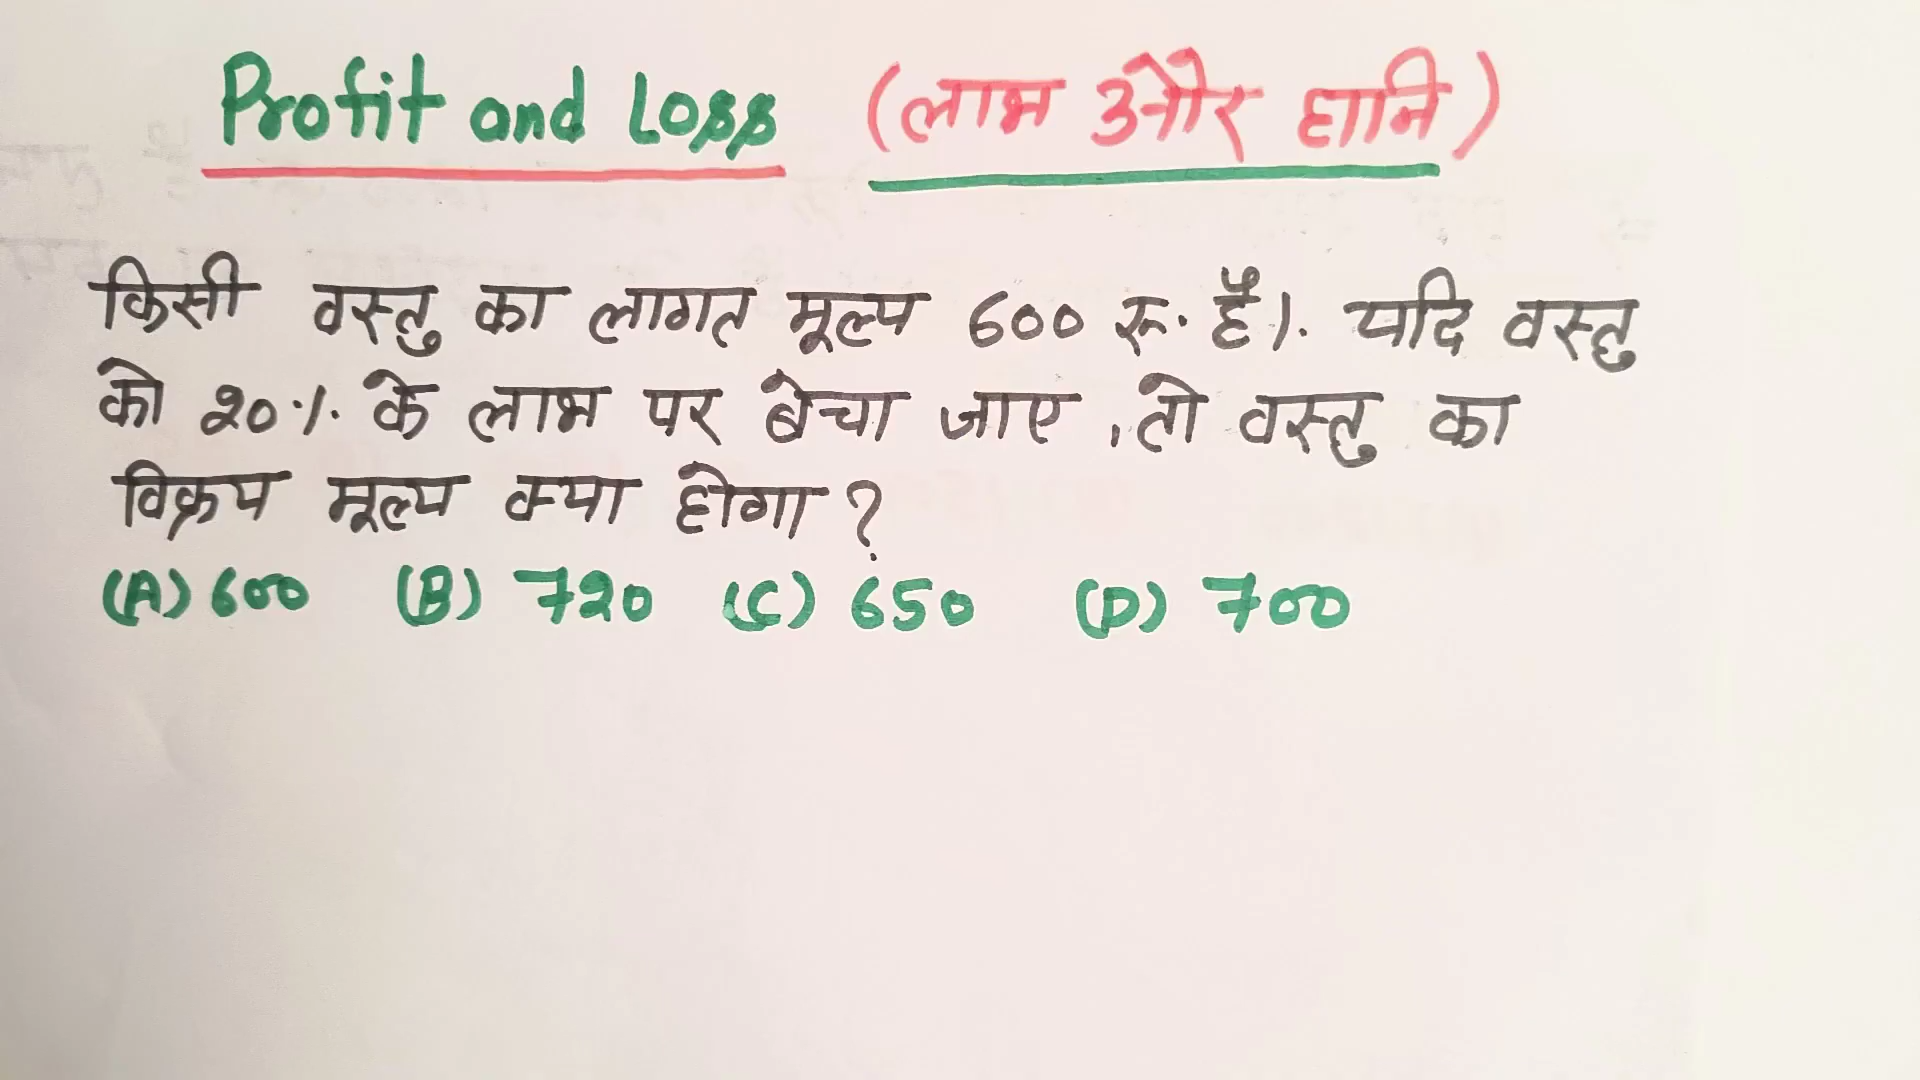 Profit and Loss (लाभ और हानि)
किसी वस्तु का लागत मूल्य 600 रू. है।. यदि वस्तु
को 20% के लाभ पर बेचा जाए, तो वस्तु का
विक्रय मूल्य क्या होगा?
(A) 600 (B) 720 (C) 650 (D) 700